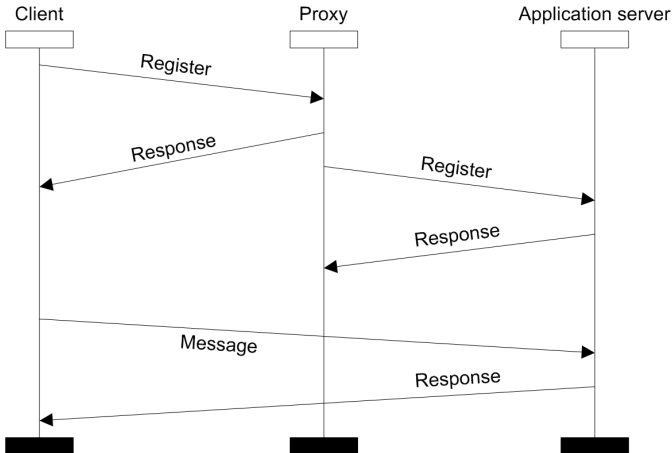 Client
Proxy
Application server
Register
Response
Register
Response
Message
Response